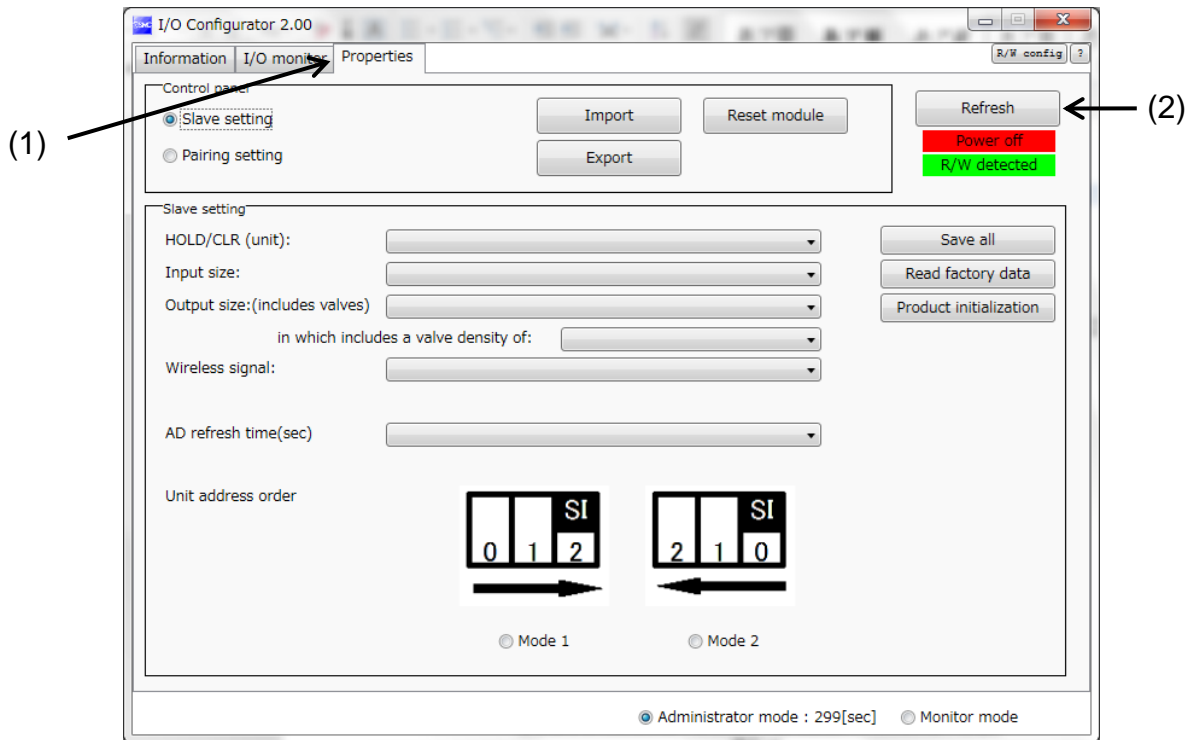 I/O Configurator 2.00
Information I/O monitor Properties
R/W config ?
Control panel
Slave setting Import Reset module Refresh
(1) (2)
Pairing setting Export Power off
R/W detected
Slave setting
HOLD/CLR (unit): Save all
Input size: Read factory data
Output size:(includes valves) Product initialization
in which includes a valve density of:
Wireless signal:
AD refresh time(sec)
Unit address order
SI SI
0 1 2 2 1 0
Mode 1 Mode 2
Administrator mode : 299[sec] Monitor mode